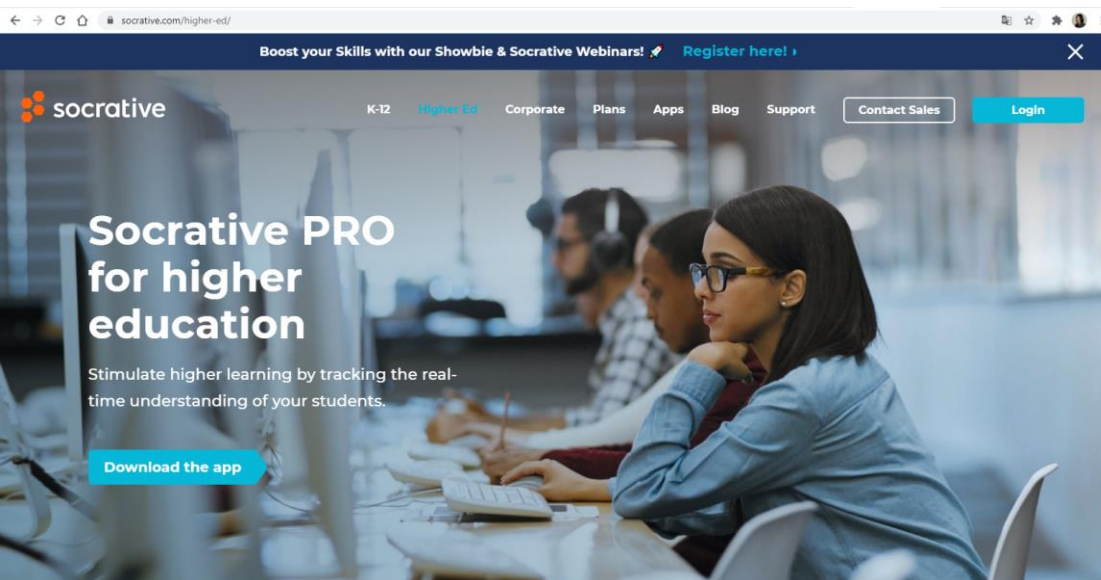 socrative.com/higher-ed/
Boost your Skills with our Showbie & Socrative Webinars! 🚀 Register here! ›
socrative K-12 Higher Ed Corporate Plans Apps Blog Support Contact Sales Login
Socrative PRO
for higher
education
Stimulate higher learning by tracking the real-
time understanding of your students.
Download the app